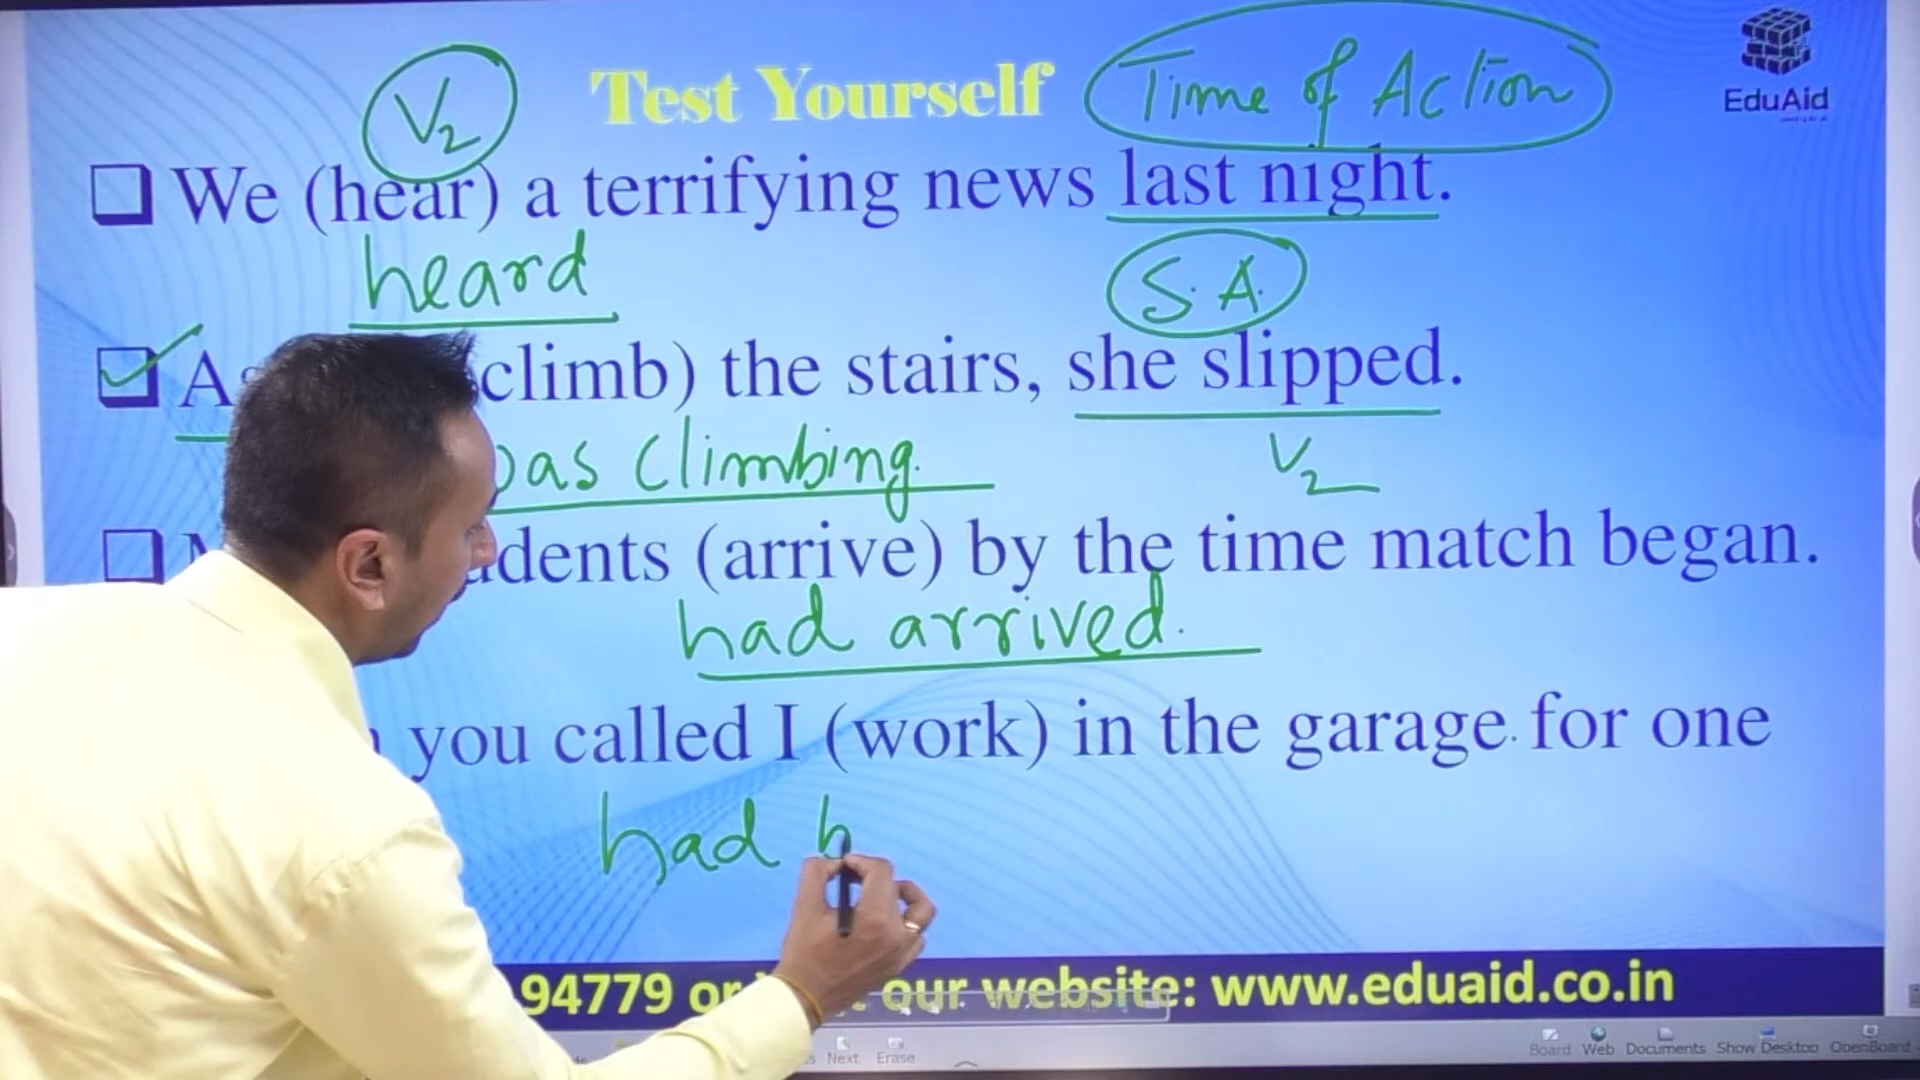 V2 Test Yourself Time of Action
EduAid
We (hear) a terrifying news last night.
heard S.A.
climb) the stairs, she slipped.
as climbing. V2
dents (arrive) by the time match began.
had arrived.
you called I (work) in the garage for one
had b
94779 or our website: www.eduaid.co.in
Next Erase Board Web Documents Show Desktop OpenBoard